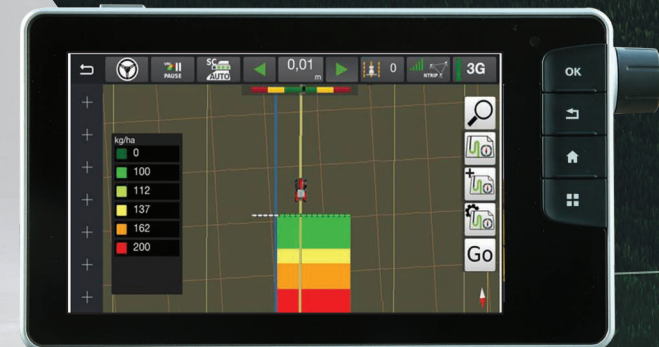 PAUSE
SC
AUTO
0,01
m
0
NTRIP
3G
OK
kg/ha
0
100
112
137
162
200
Go